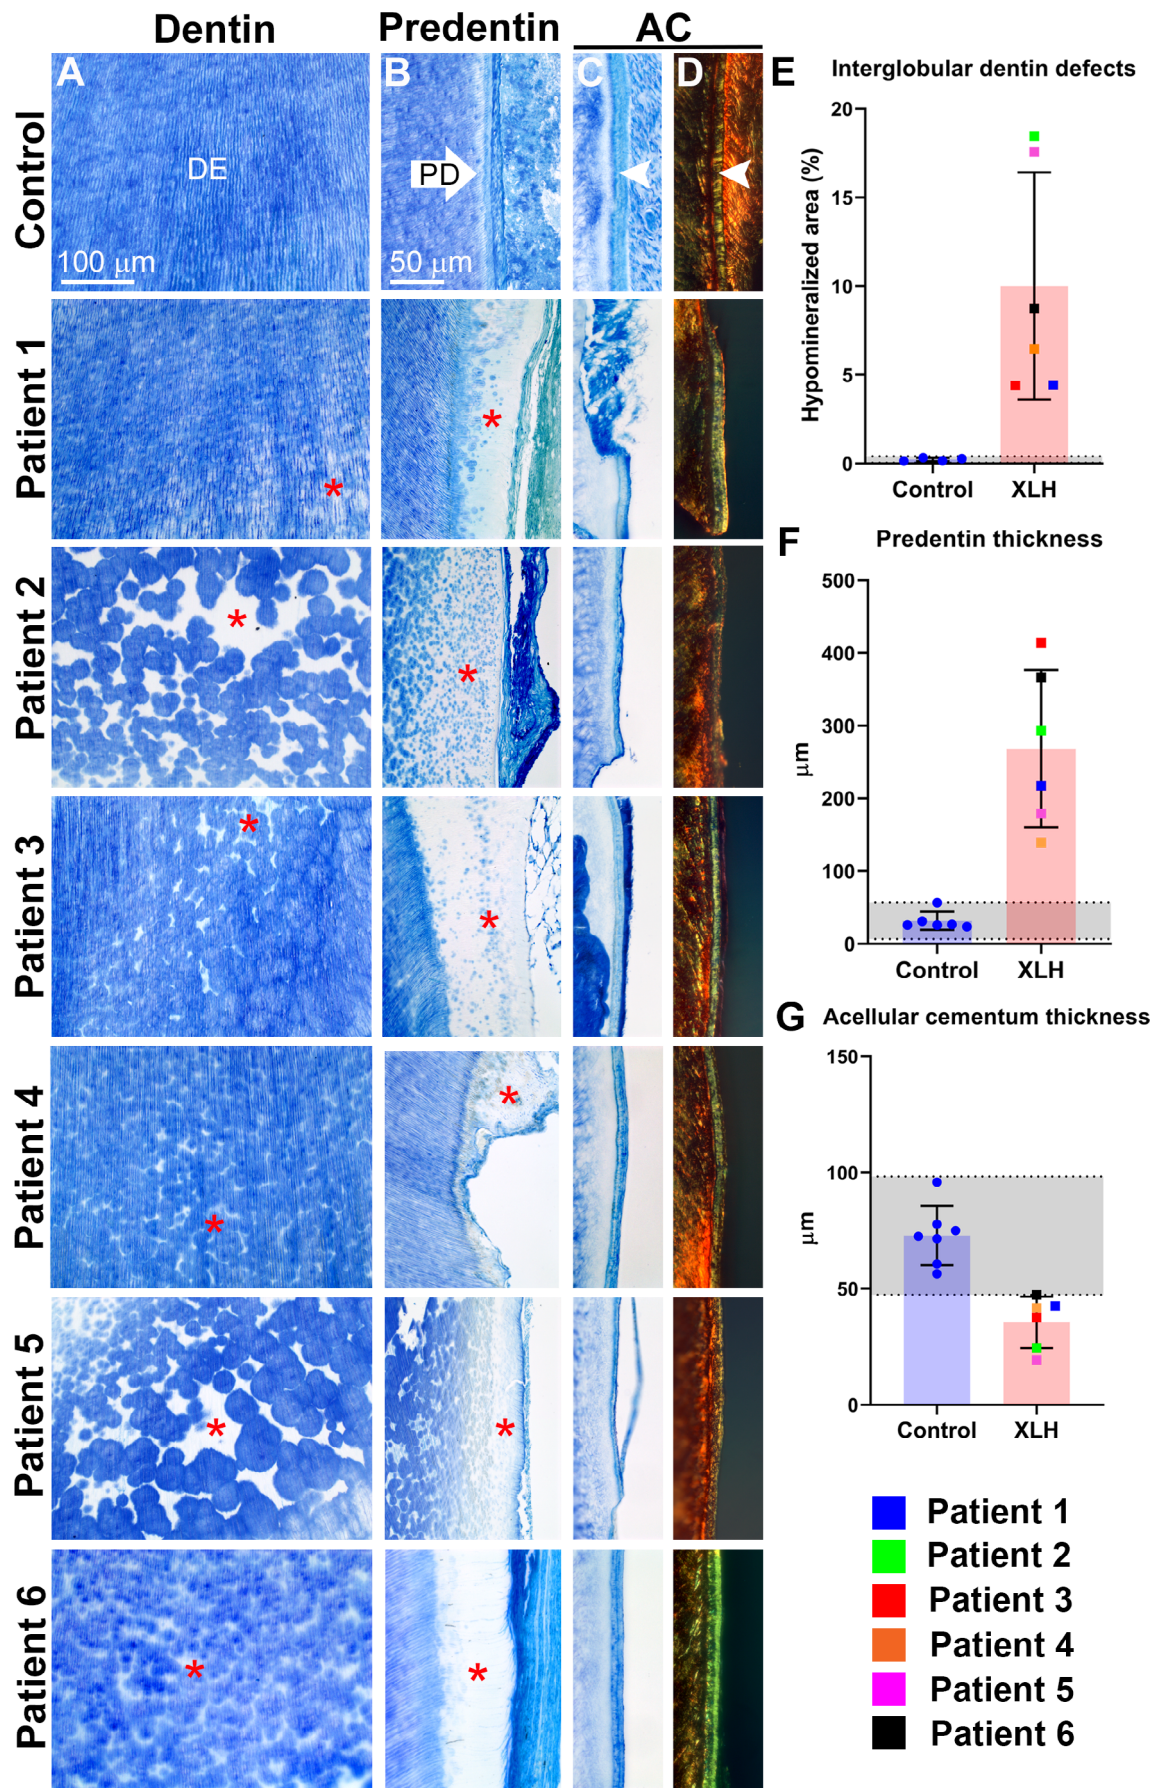 Dentin
Predentin
AC
Control
A
DE
100 μm
B
PD
50 μm
C
D
Patient 1
*
*
Patient 2
*
*
Patient 3
*
*
Patient 4
*
*
Patient 5
*
*
Patient 6
*
*
E
Interglobular dentin defects
Hypomineralized area (%)
20
15
10
5
0
Control
XLH
F
Predentin thickness
μm
500
400
300
200
100
0
Control
XLH
G
Acellular cementum thickness
μm
150
100
50
0
Control
XLH
Patient 1
Patient 2
Patient 3
Patient 4
Patient 5
Patient 6